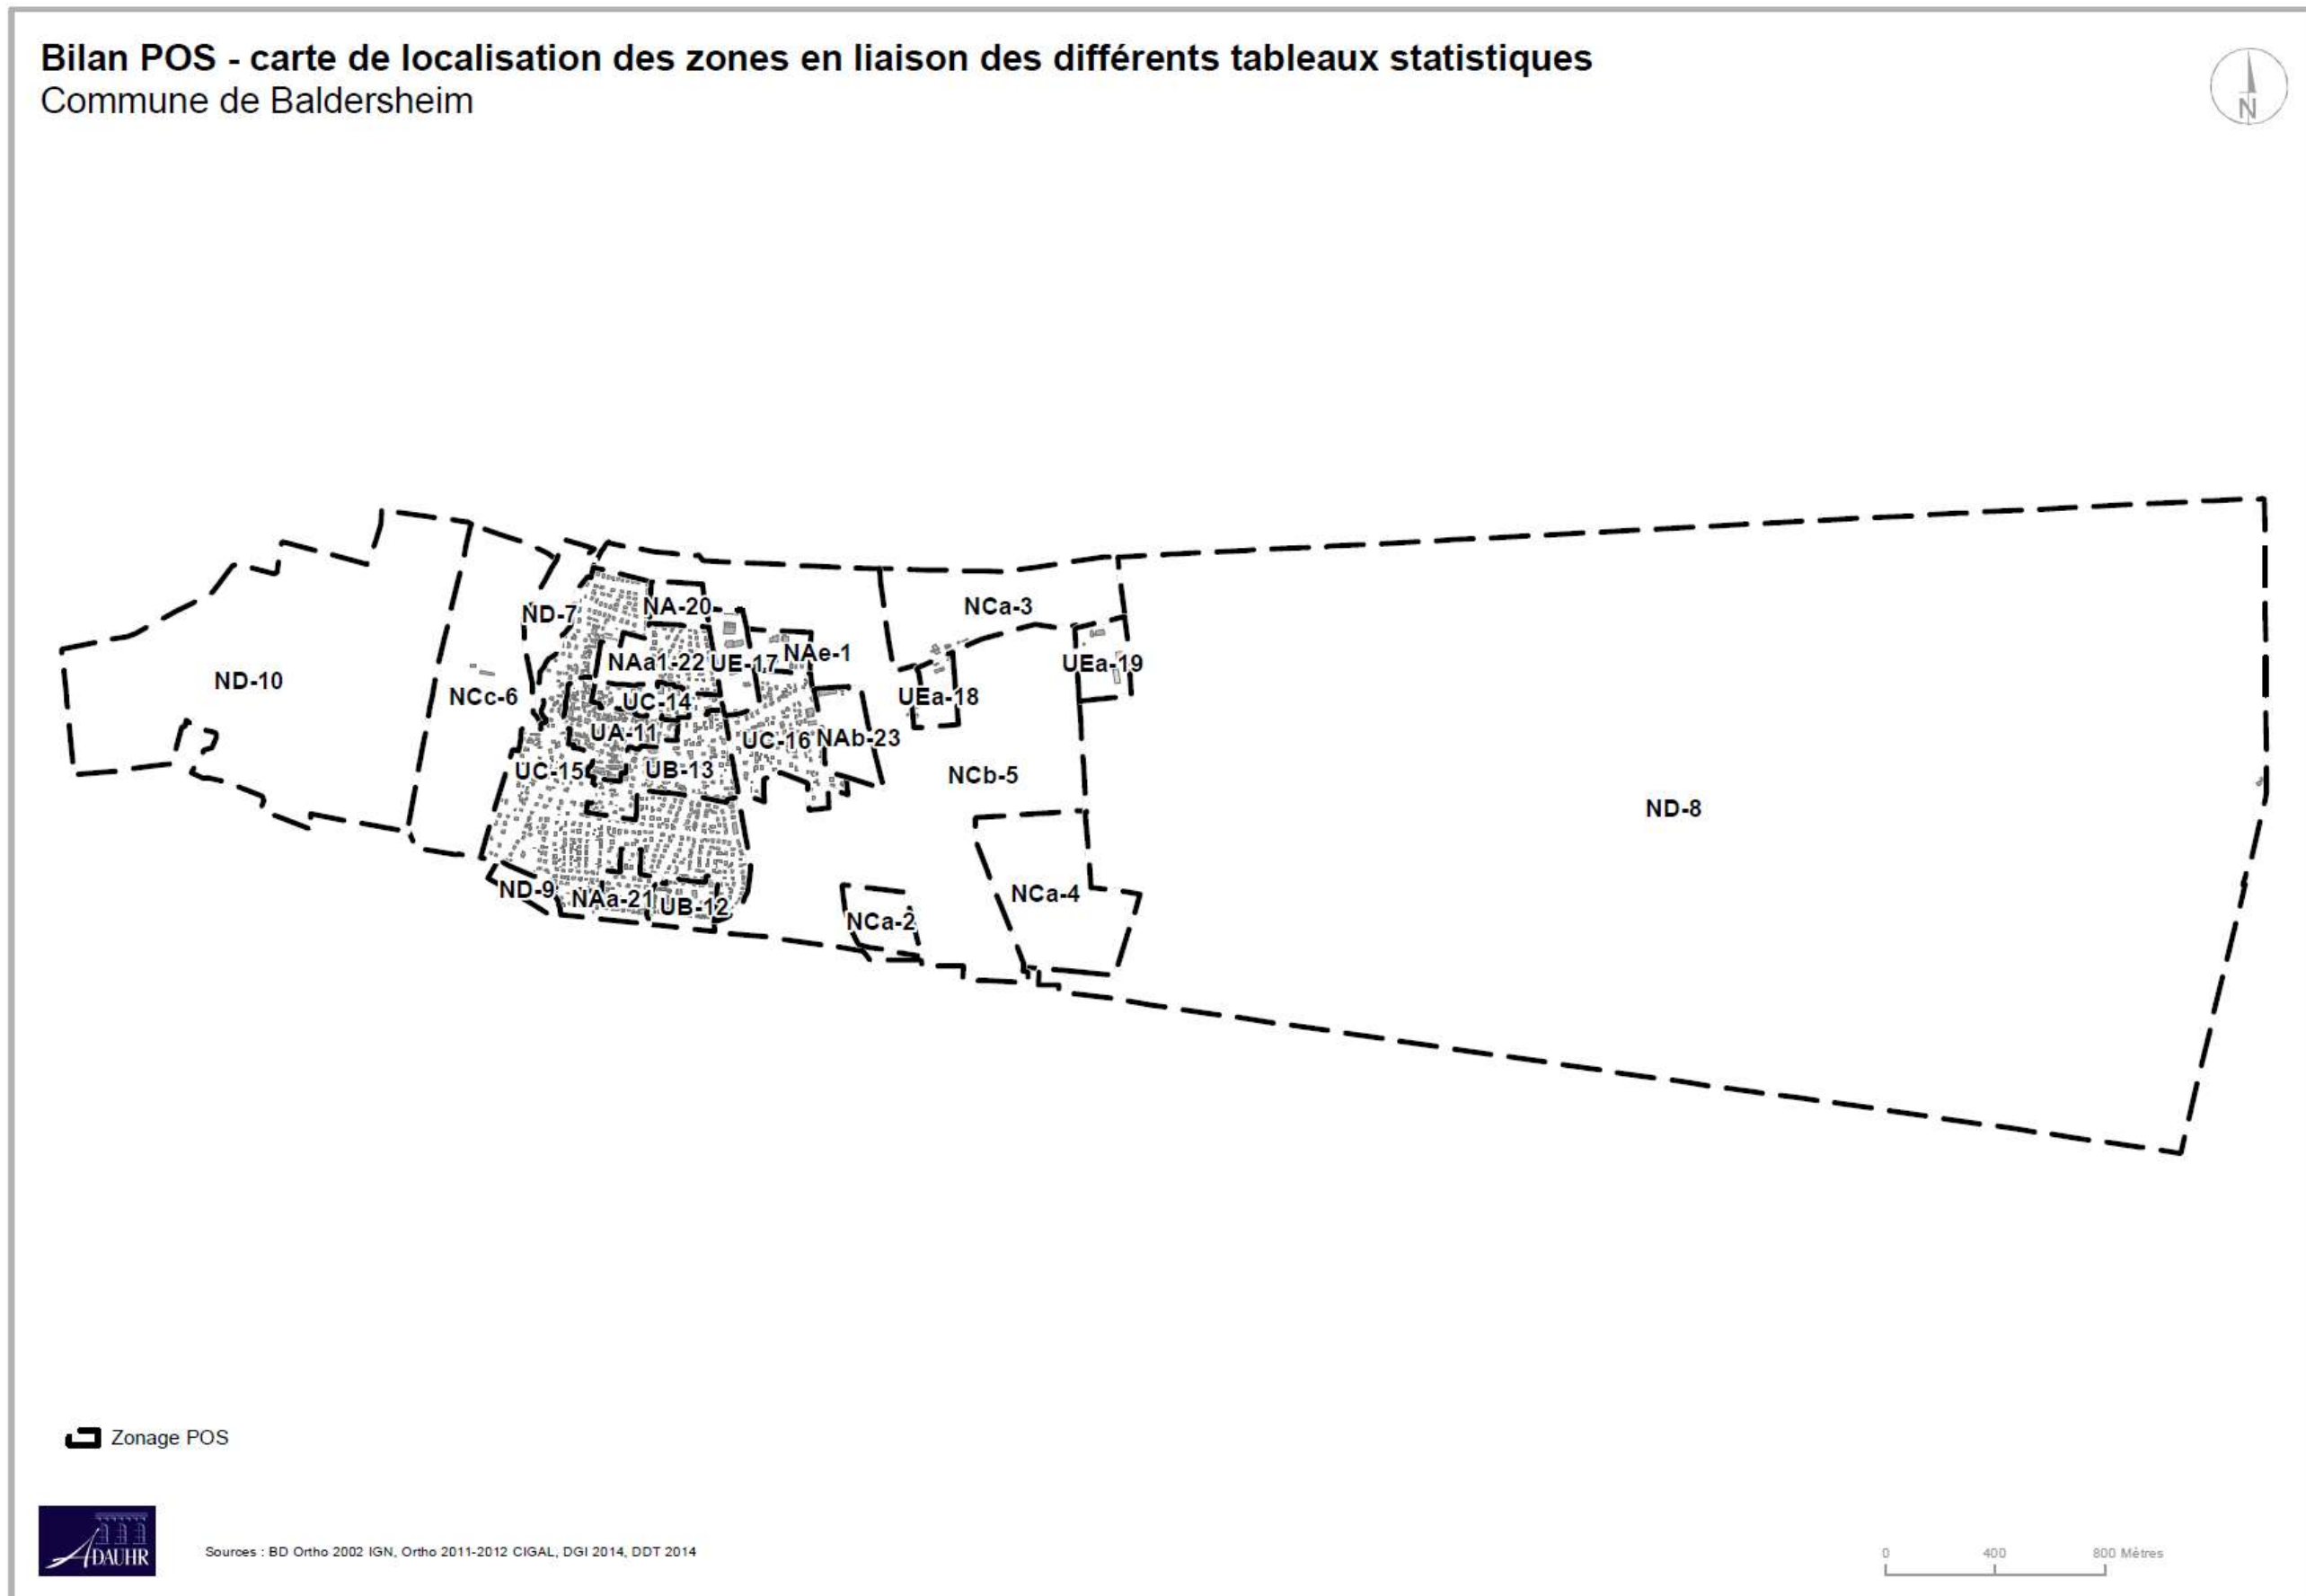 Bilan POS - carte de localisation des zones en liaison des différents tableaux statistiques
Commune de Baldersheim
N
NA-20
NCa-3
ND-7
NAa1-22
UE-17
NAe-1
UEa-19
ND-10
NCc-6
UC-14
UEa-18
UA-11
UC-16
NAb-23
UC-15
UB-13
NCb-5
ND-8
ND-9
NAa-21
UB-12
NCa-2
NCa-4
Zonage POS
ADAUHR
Sources : BD Ortho 2002 IGN, Ortho 2011-2012 CIGAL, DGI 2014, DDT 2014
0 400 800 Mètres